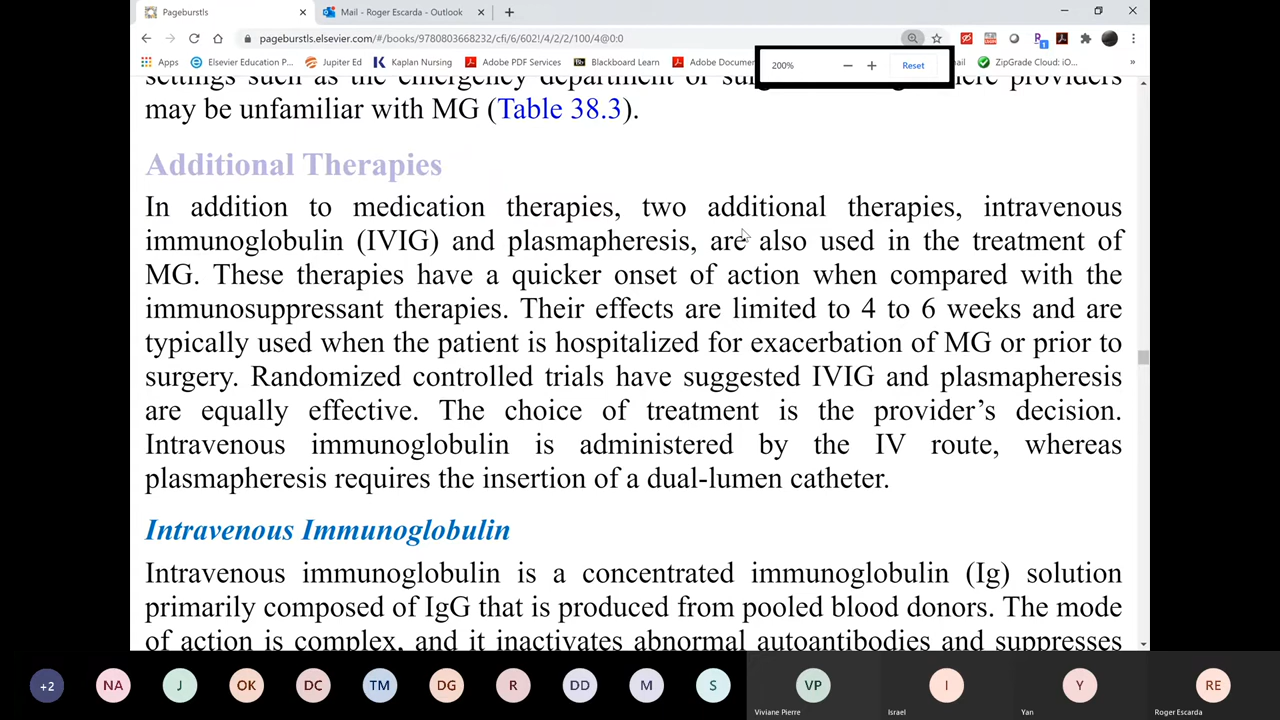 Pageburstls
Mail - Roger Escarda - Outlook
pageburstls.elsevier.com/#/books/9780803668232/cfi/6/602!/4/2/2/100/4@0:0
Apps
Elsevier Education P...
Jupiter Ed
Kaplan Nursing
Adobe PDF Services
Blackboard Learn
Adobe Docume
ZipGrade Cloud: iO...
200%
Reset
settings such as the emergency department or
may be unfamiliar with MG (Table 38.3).
Additional Therapies
In addition to medication therapies, two additional therapies, intravenous
immunoglobulin (IVIG) and plasmapheresis, are also used in the treatment of
MG. These therapies have a quicker onset of action when compared with the
immunosuppressant therapies. Their effects are limited to 4 to 6 weeks and are
typically used when the patient is hospitalized for exacerbation of MG or prior to
surgery. Randomized controlled trials have suggested IVIG and plasmapheresis
are equally effective. The choice of treatment is the provider's decision.
Intravenous immunoglobulin is administered by the IV route, whereas
plasmapheresis requires the insertion of a dual-lumen catheter.
Intravenous Immunoglobulin
Intravenous immunoglobulin is a concentrated immunoglobulin (Ig) solution
primarily composed of IgG that is produced from pooled blood donors. The mode
of action is complex, and it inactivates abnormal autoantibodies and suppresses
+2
NA
J
OK
DC
TM
DG
R
DD
M
S
VP
I
Y
RE
Viviane Pierre
Israel
Yan
Roger Escarda